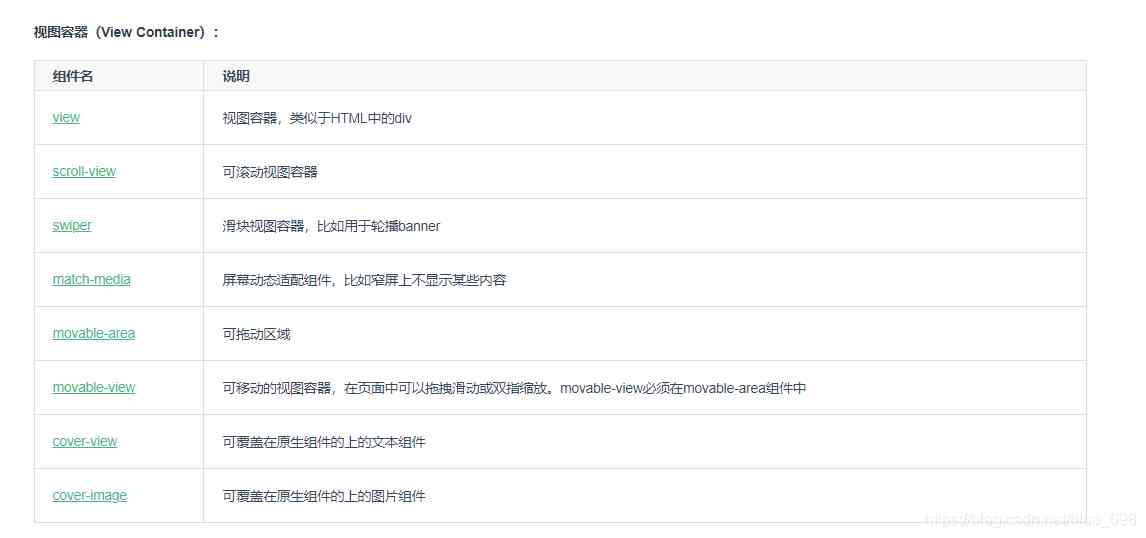 视图容器（View Container）：
组件名 说明
view 视图容器，类似于HTML中的div
scroll-view 可滚动视图容器
swiper 滑块视图容器，比如用于轮播banner
match-media 屏幕动态适配组件，比如窄屏上不显示某些内容
movable-area 可拖动区域
movable-view 可移动的视图容器，在页面中可以拖拽滑动或双指缩放。movable-view必须在movable-area组件中
cover-view 可覆盖在原生组件的上的文本组件
cover-image 可覆盖在原生组件的上的图片组件